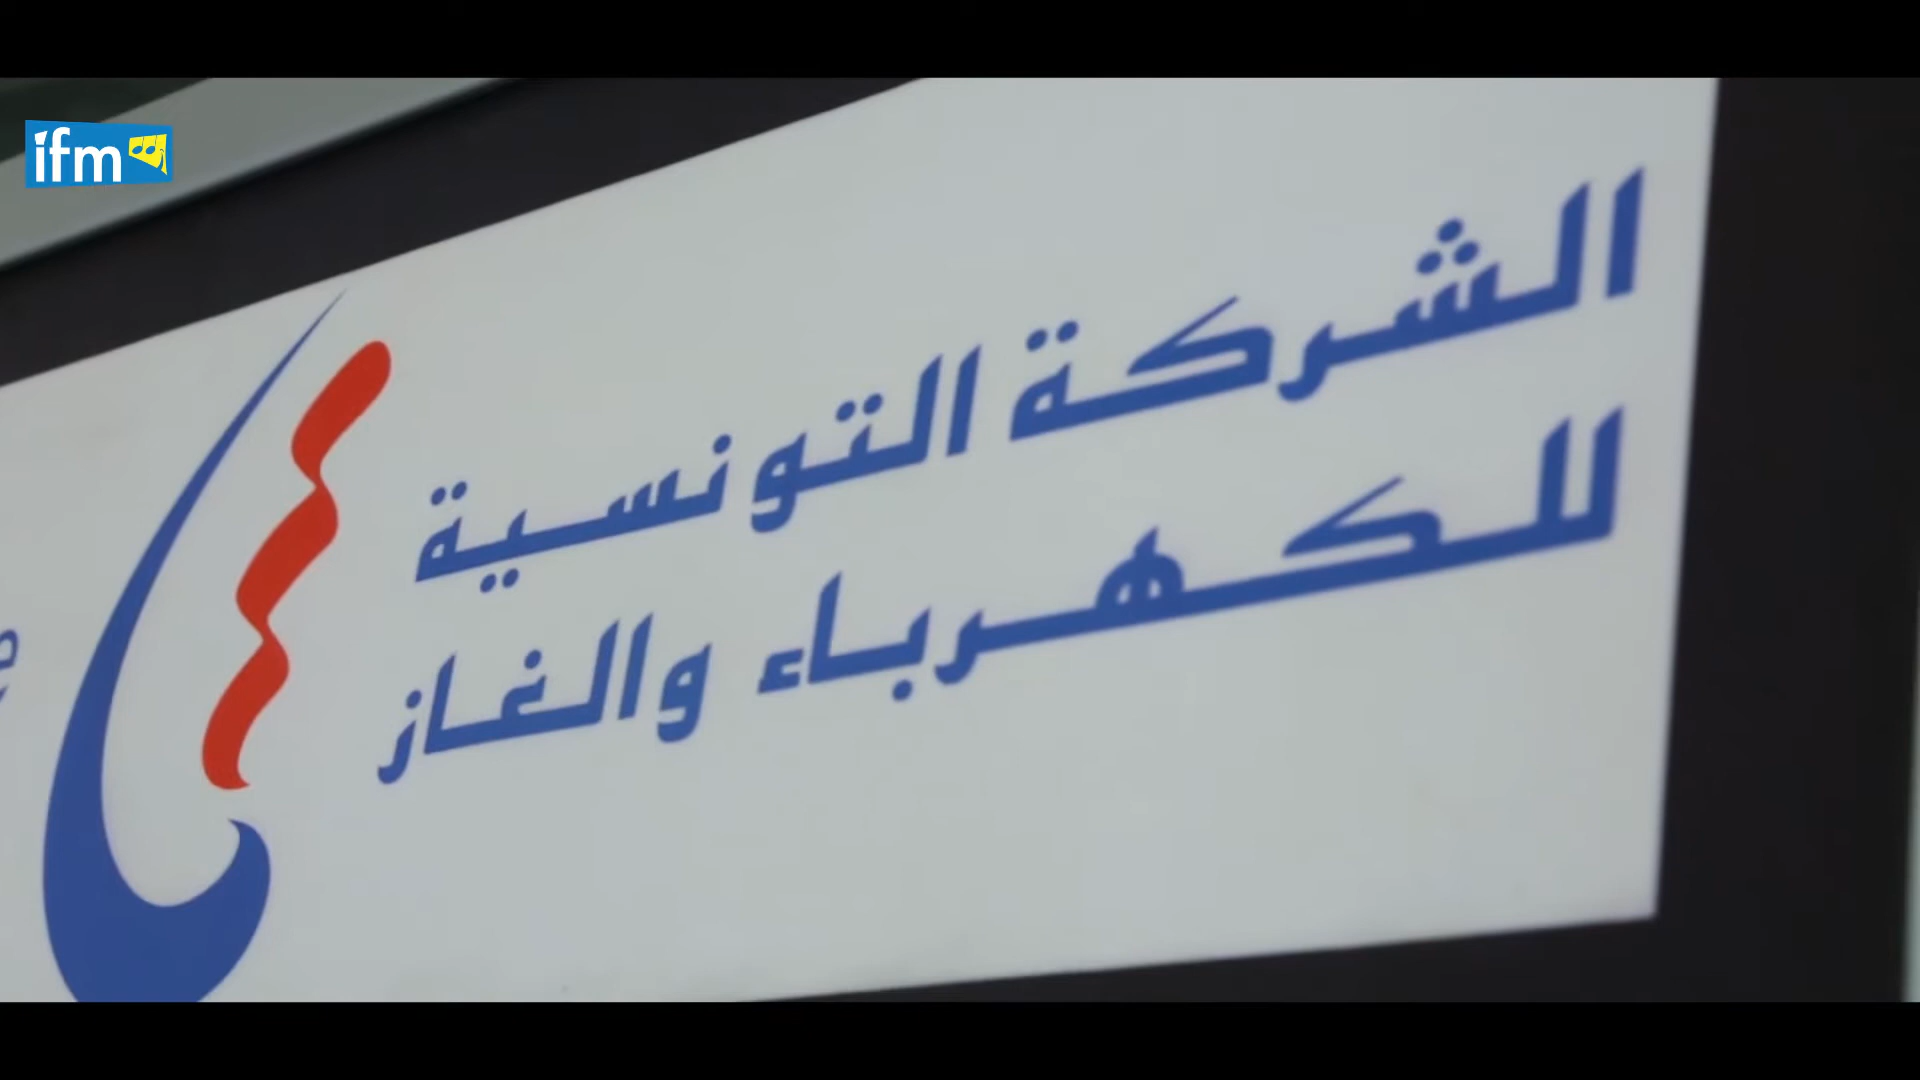 ifm
الشركة التونسية
للكهرباء والغاز